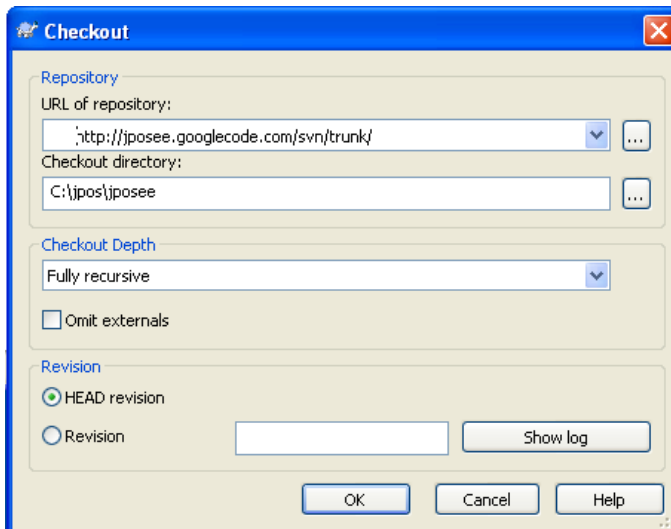 Checkout
Repository
URL of repository:
http://jposee.googlecode.com/svn/trunk/
...
Checkout directory:
C:\jpos\jposee
...
Checkout Depth
Fully recursive
Omit externals
Revision
HEAD revision
Revision
Show log
OK Cancel Help